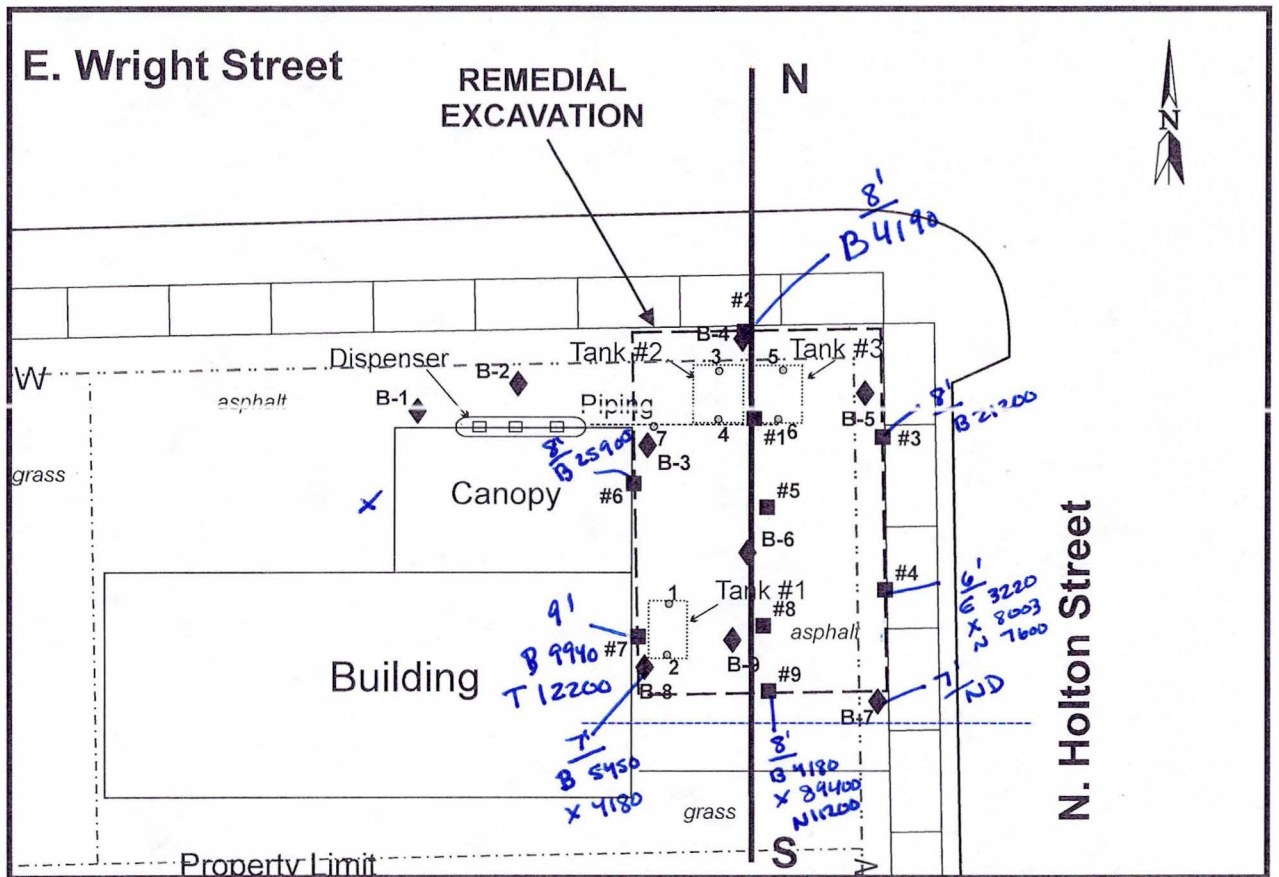 E. Wright Street
REMEDIAL
EXCAVATION
N
N
8'
B 4190
#2
B-4
Tank #2
3
5
Tank #3
Dispenser
W
B-2
asphalt
B-1
Piping
B-5
8'
B 21200
4
#1
6
#3
7
8'
B 25900
B-3
grass
X
Canopy
#6
#5
B-6
#4
6'
E 3220
X 8003
N 7600
1
Tank #1
9'
B 9940
T 12200
#7
#8
asphalt
Building
2
B-9
B-8
#9
7'
ND
B-7
7'
B 5450
X 4180
8'
B 4180
X 89400
N 11200
grass
N. Holton Street
S
Property Limit